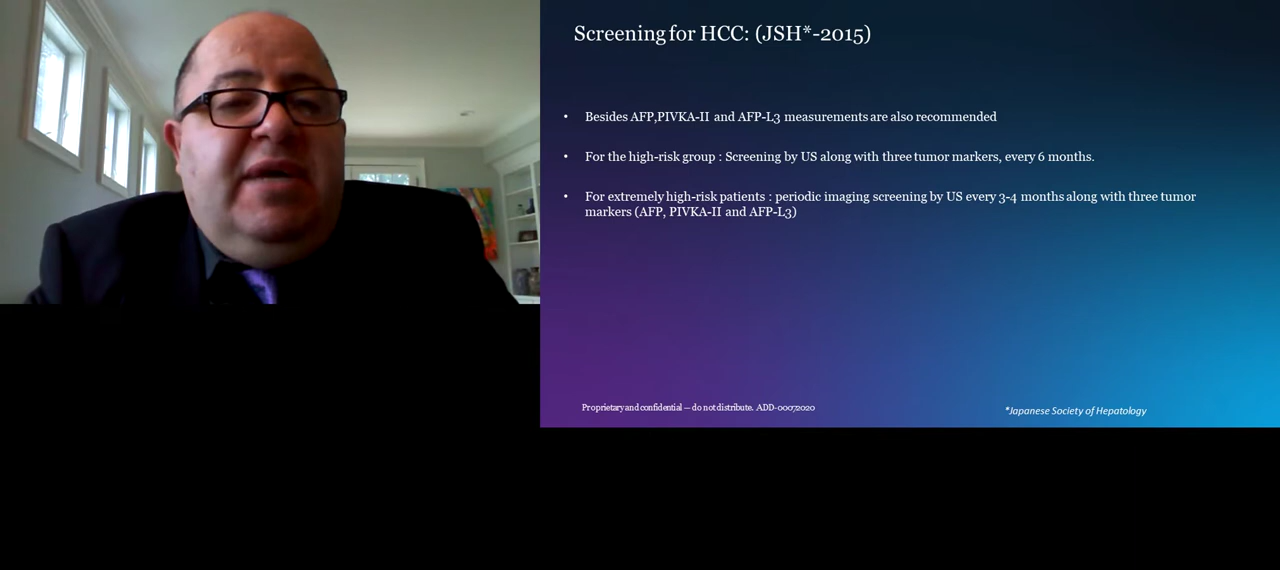 Screening for HCC: (JSH*-2015)
• Besides AFP,PIVKA-II and AFP-L3 measurements are also recommended
• For the high-risk group : Screening by US along with three tumor markers, every 6 months.
• For extremely high-risk patients : periodic imaging screening by US every 3-4 months along with three tumor
markers (AFP, PIVKA-II and AFP-L3)
Proprietary and confidential — do not distribute. ADD-00072020
*Japanese Society of Hepatology